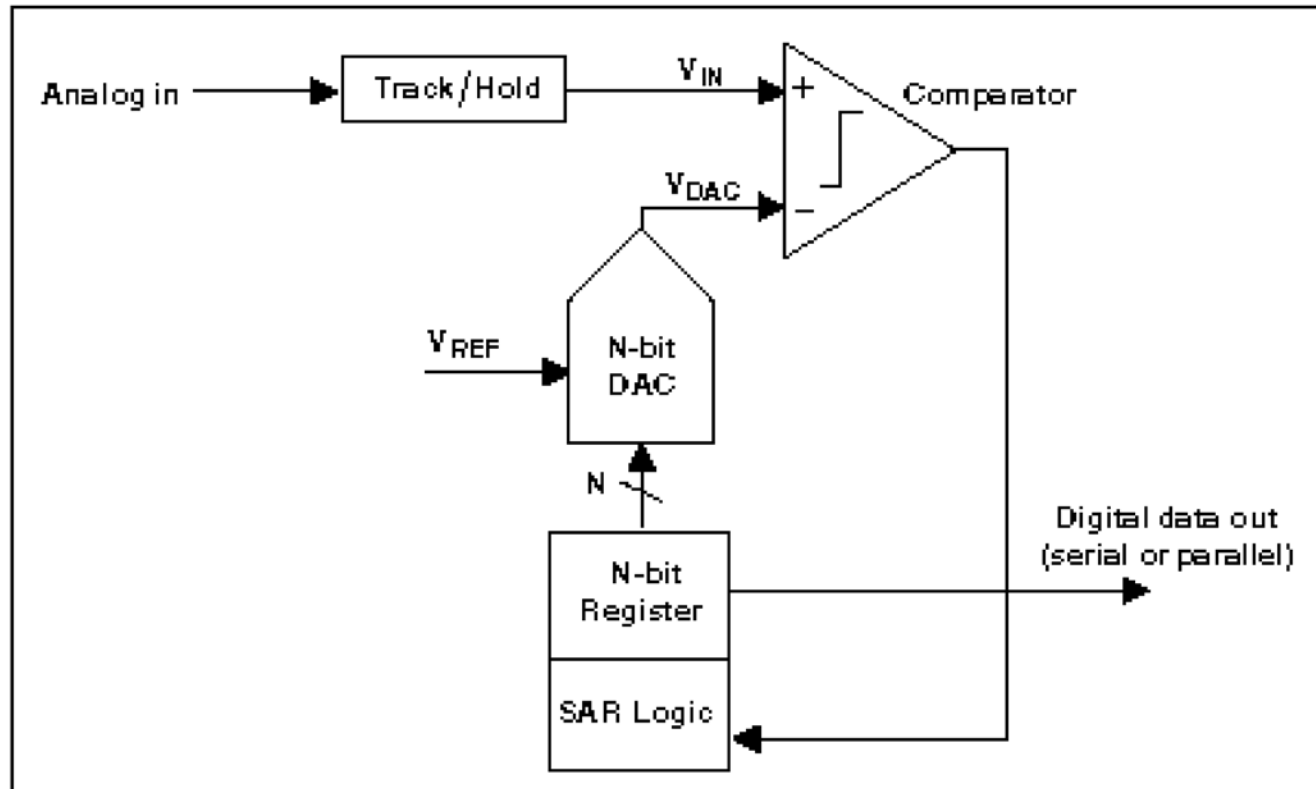 Analog in
Track/Hold
VIN
Comparator
+
VDAC
−
VREF
N-bit
DAC
N
Digital data out
(serial or parallel)
N-bit
Register
SAR Logic